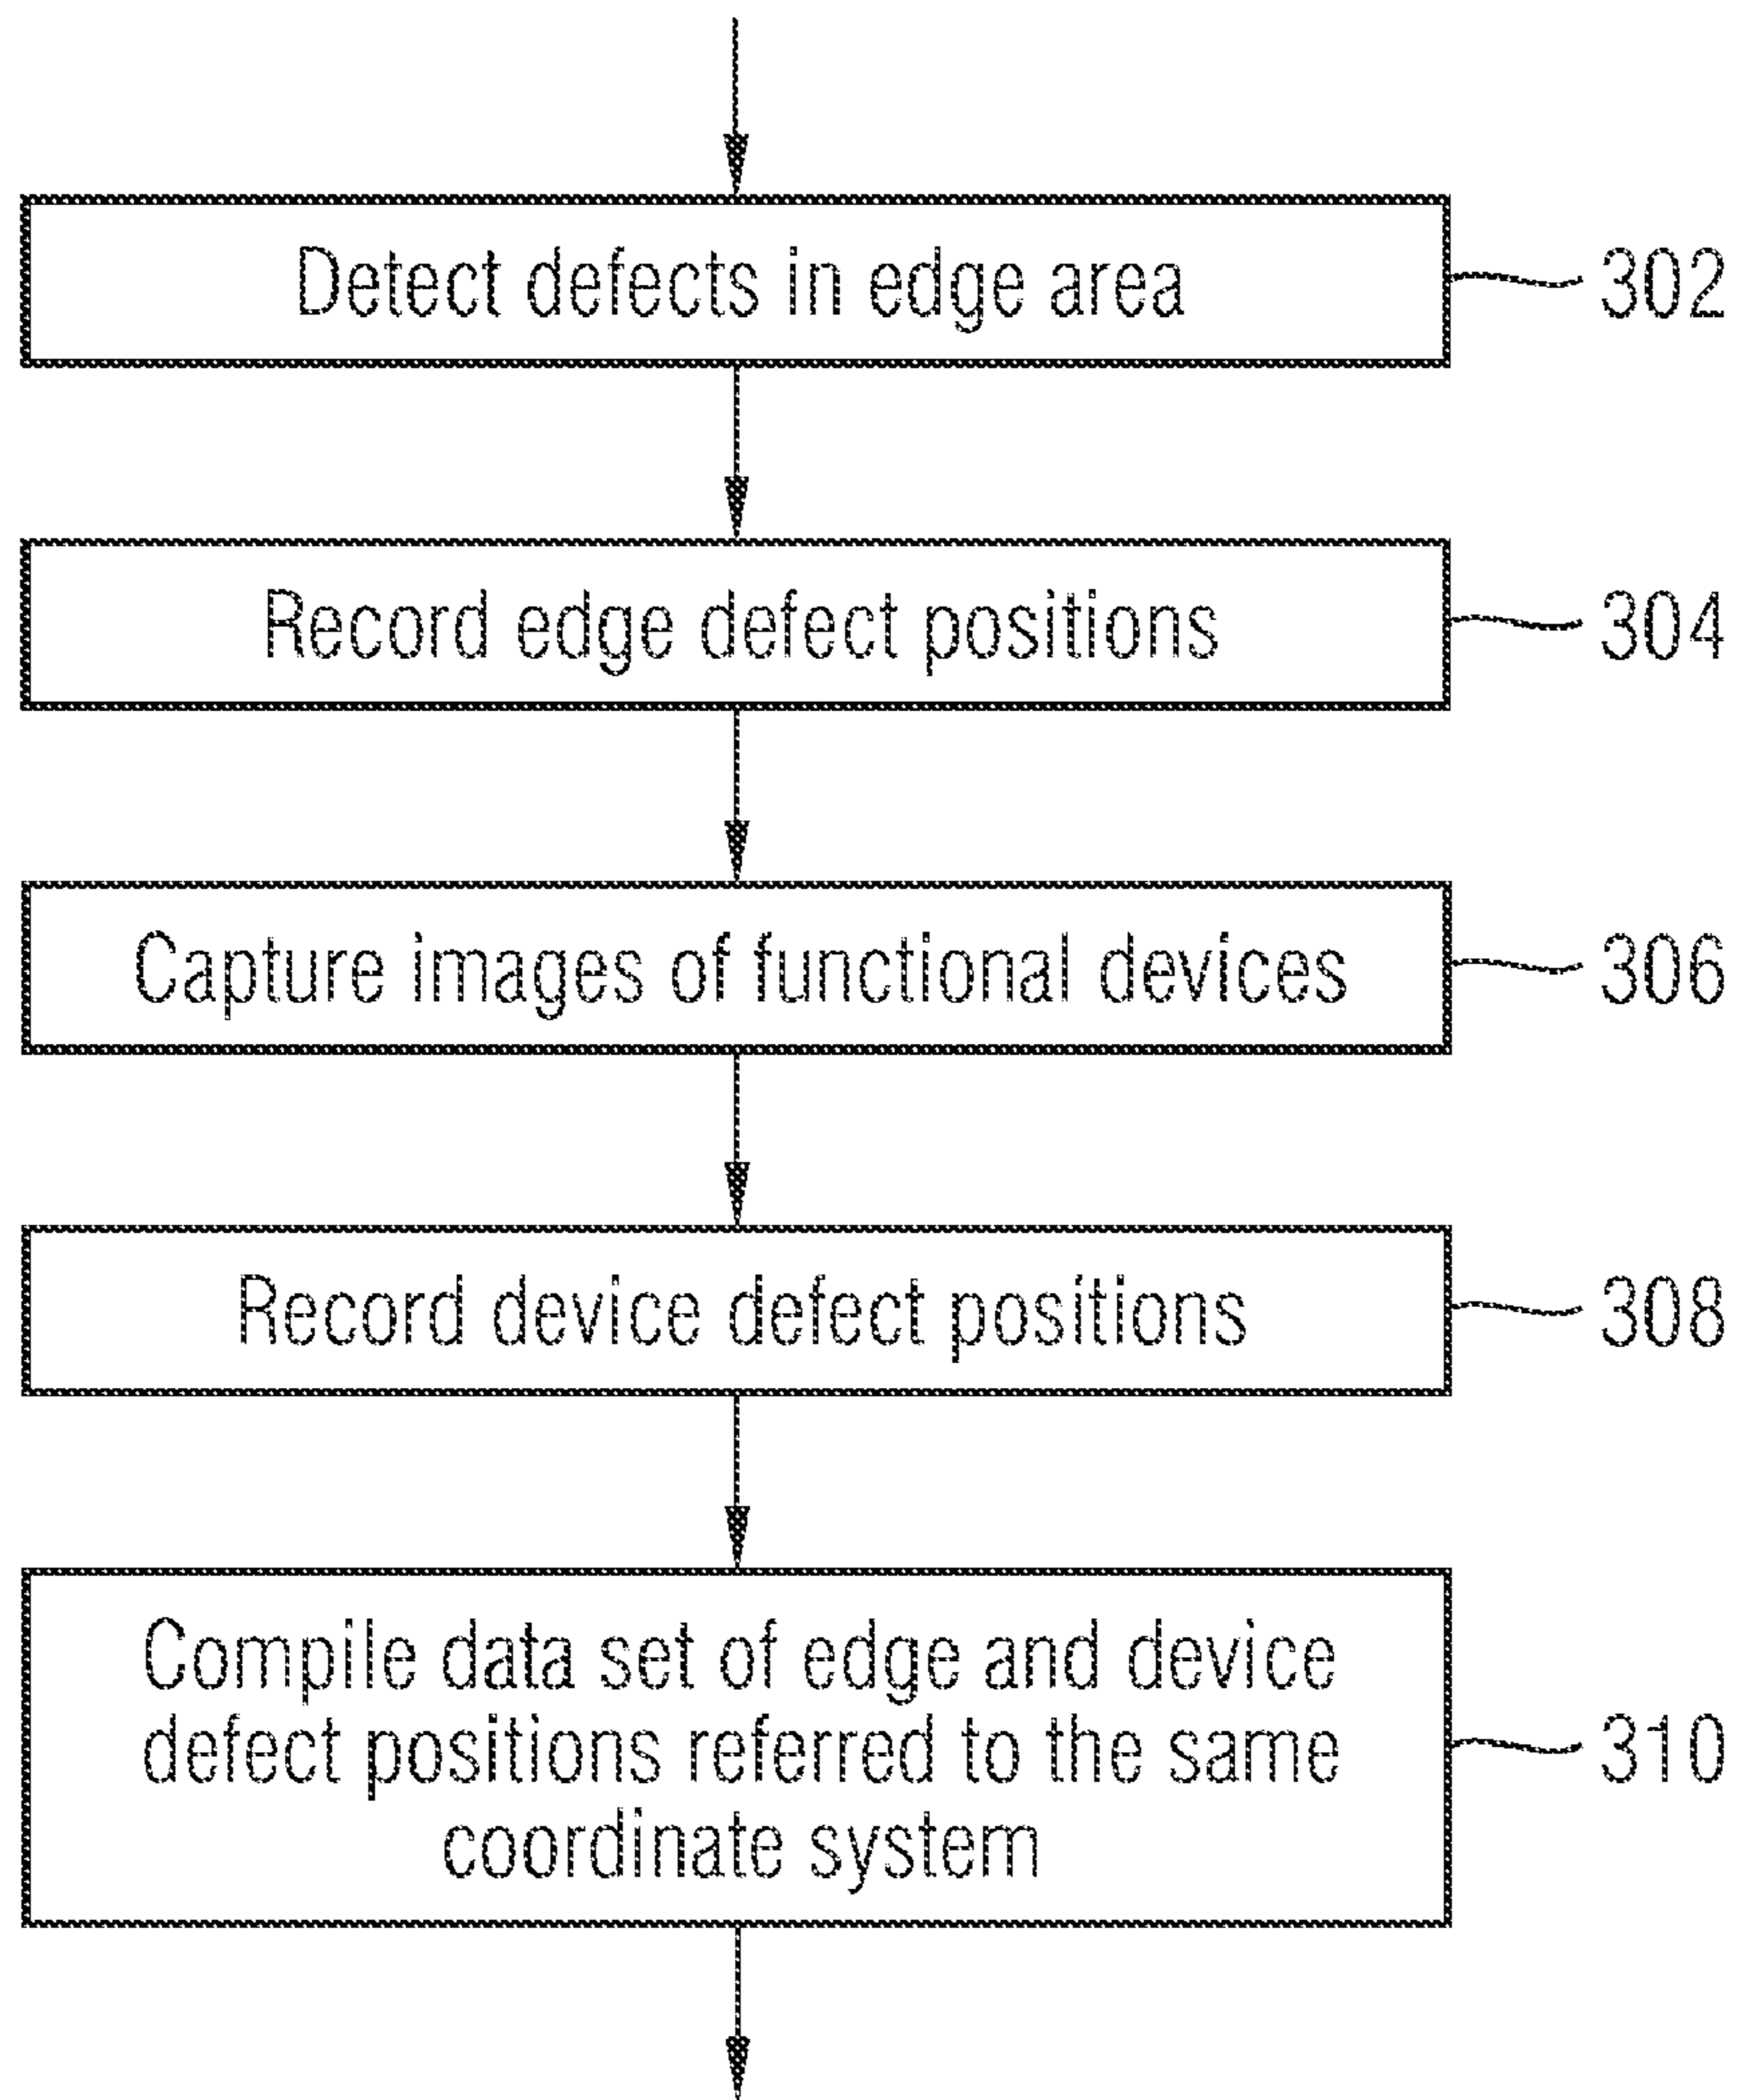 Detect defects in edge area
302
Record edge defect positions
304
Capture images of functional devices
306
Record device defect positions
308
Compile data set of edge and device
defect positions referred to the same
coordinate system
310